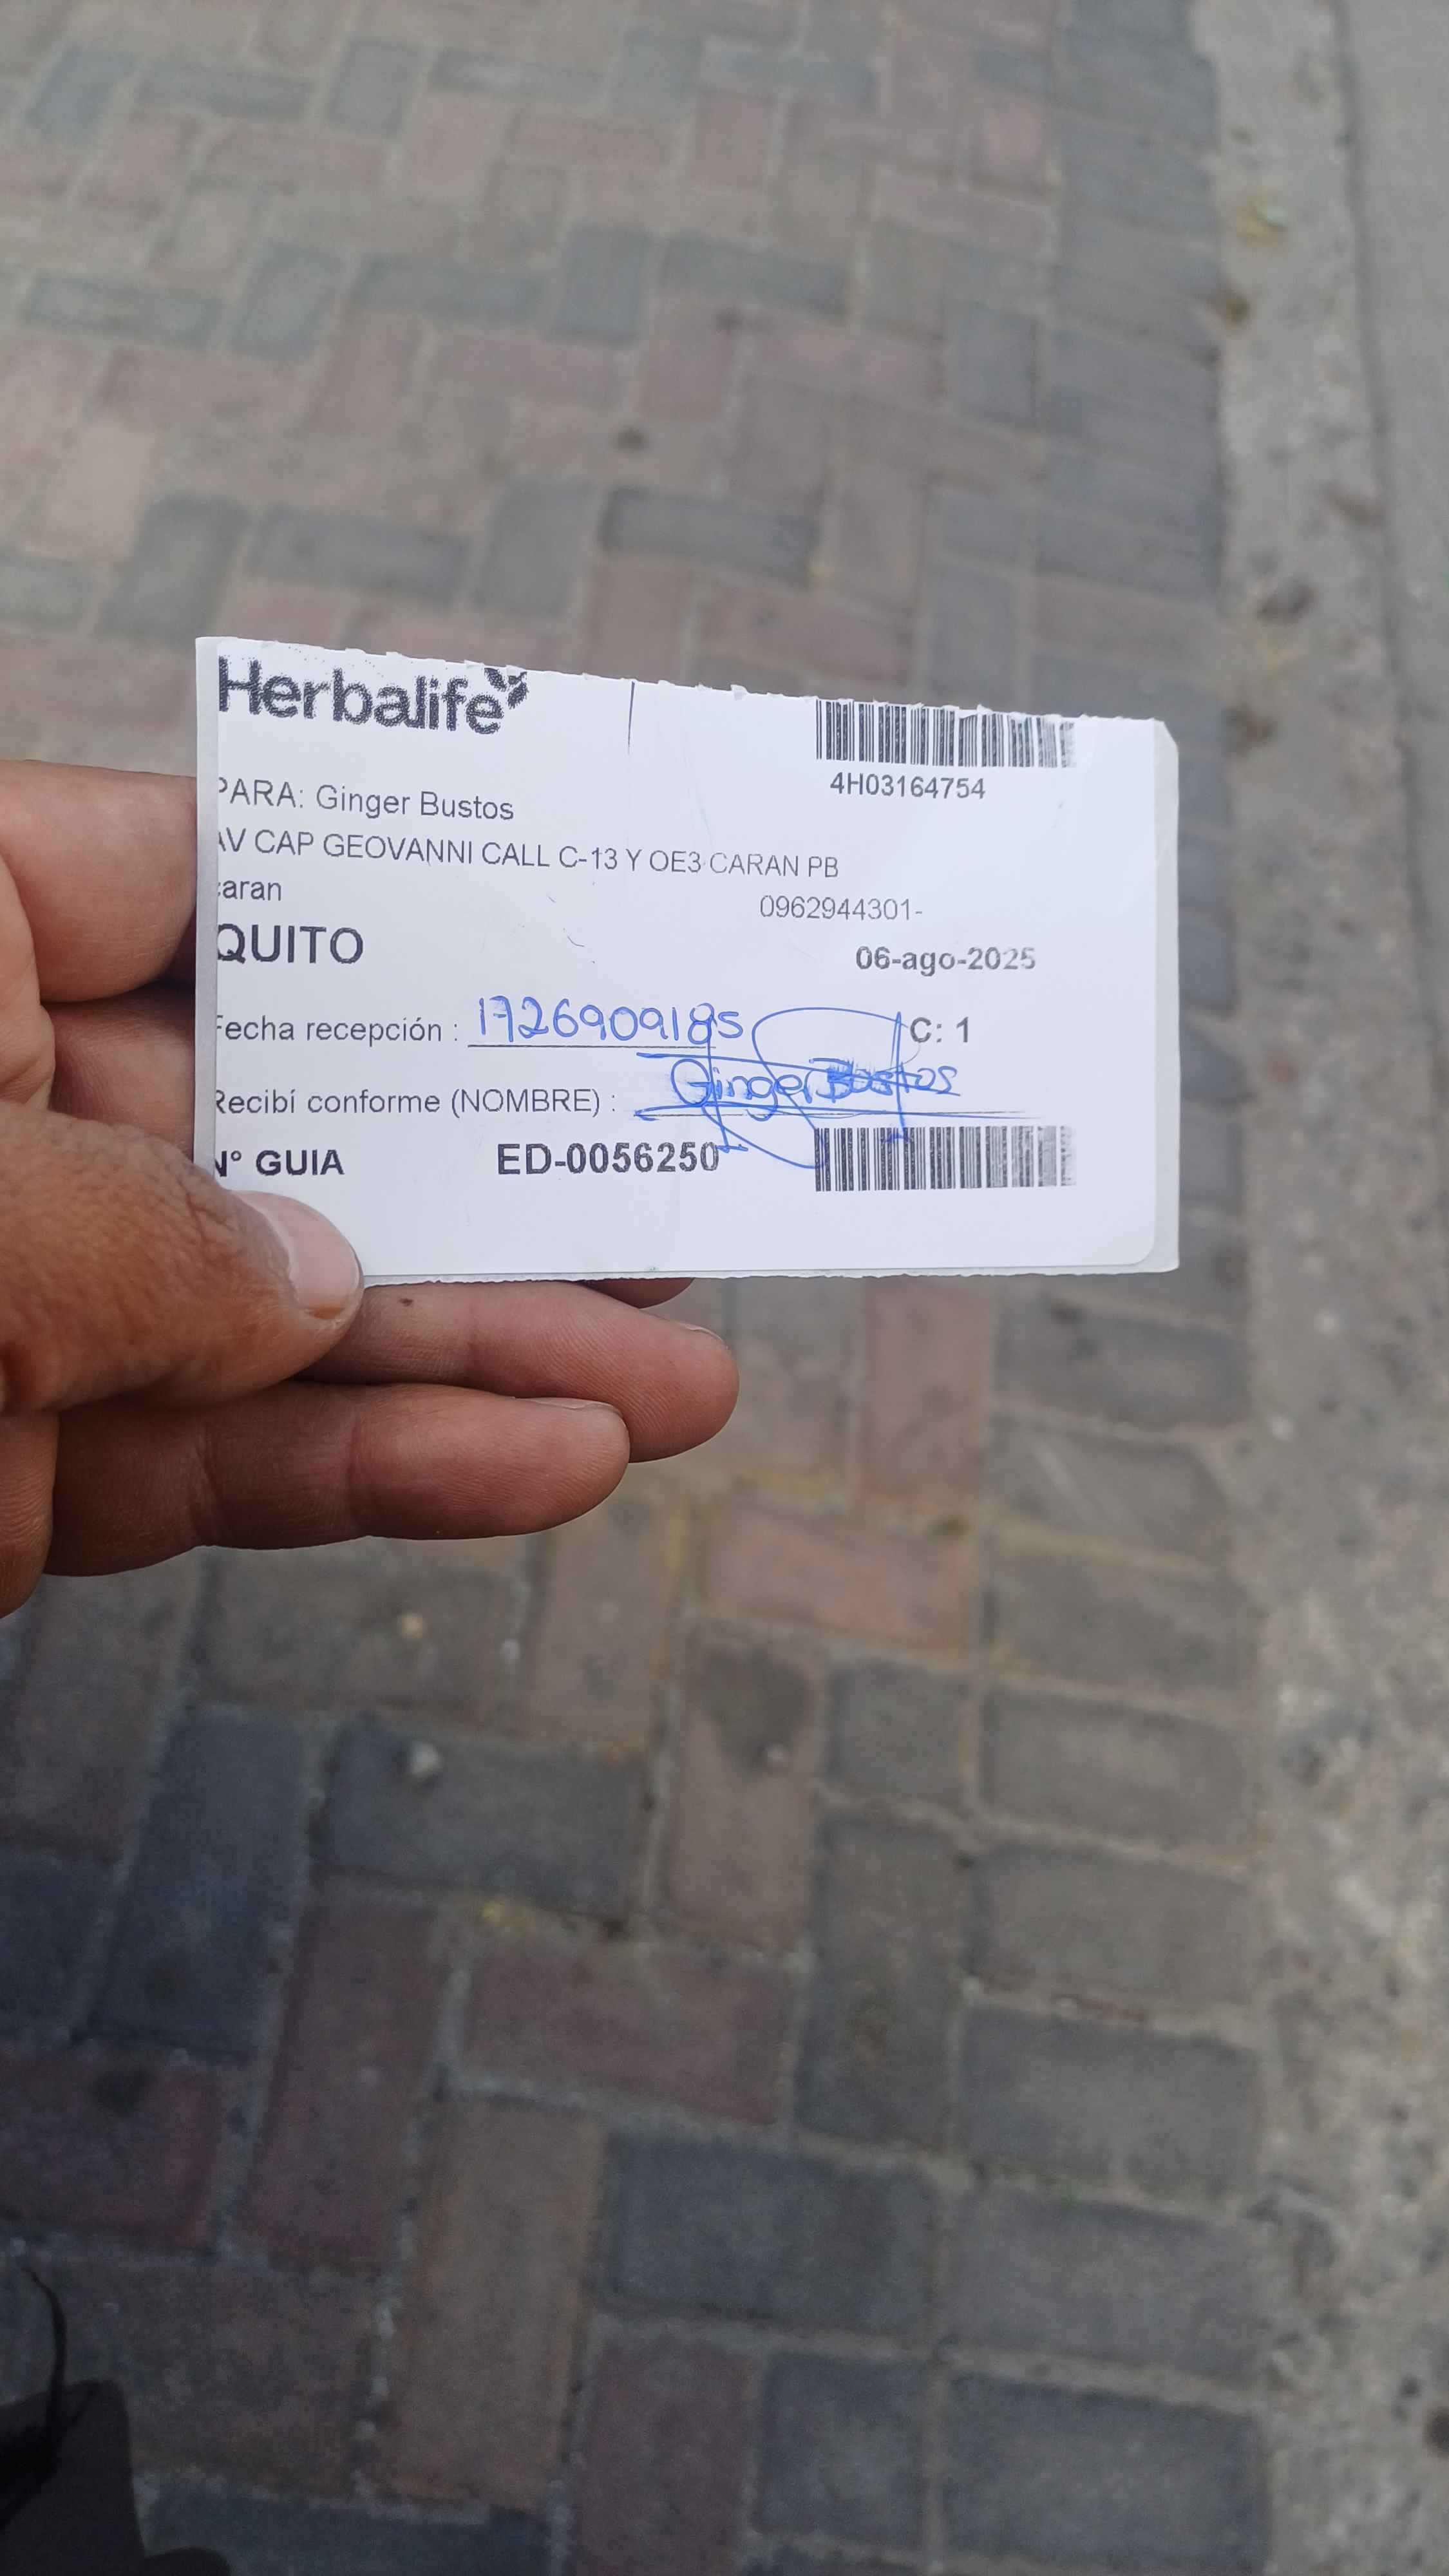 Herbalife
4H03164754
PARA: Ginger Bustos
AV CAP GEOVANNI CALL C-13 Y OE3 CARAN PB
caran
0962944301-
QUITO
06-ago-2025
Fecha recepción : 1726909185 C: 1
Recibí conforme (NOMBRE) : Ginger Bustos
N° GUIA ED-0056250